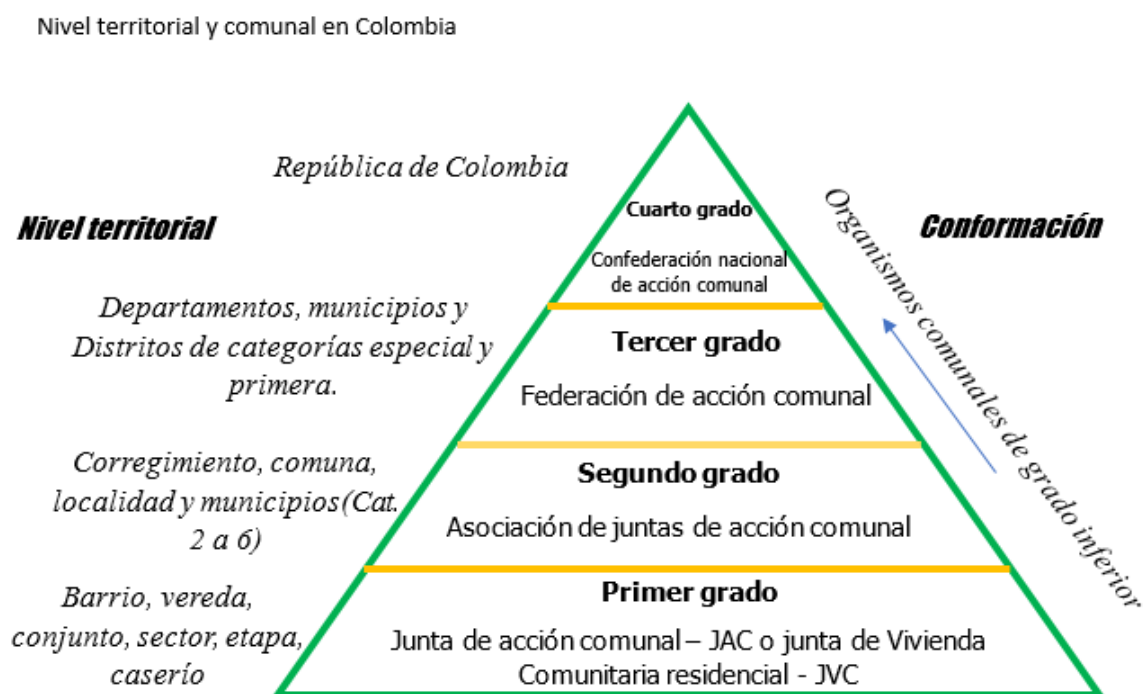 Nivel territorial y comunal en Colombia
República de Colombia
Nivel territorial
Conformación
Cuarto grado
Confederación nacional
de acción comunal
Organismos comunales de grado inferior
Departamentos, municipios y
Distritos de categorías especial y
primera.
Tercer grado
Federación de acción comunal
Corregimiento, comuna,
localidad y municipios(Cat.
2 a 6)
Segundo grado
Asociación de juntas de acción comunal
Barrio, vereda,
conjunto, sector, etapa,
caserío
Primer grado
Junta de acción comunal – JAC o junta de Vivienda
Comunitaria residencial - JVC